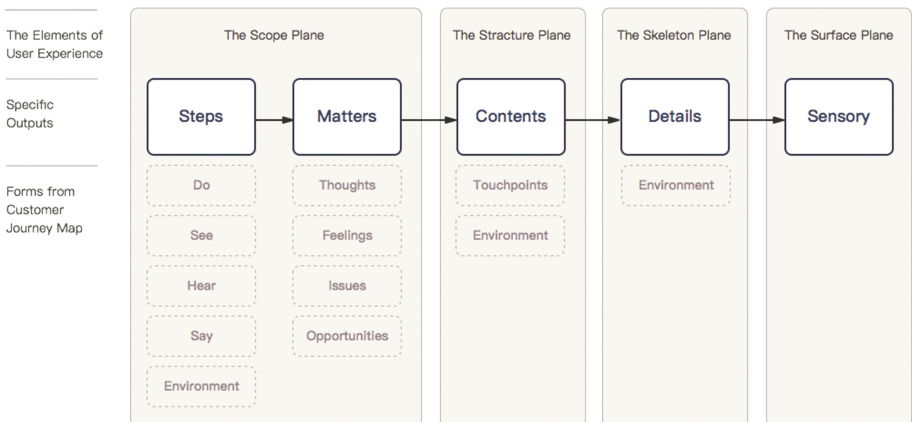 The Elements of
User Experience
The Scope Plane
The Stracture Plane
The Skeleton Plane
The Surface Plane
Specific
Outputs
Steps
Matters
Contents
Details
Sensory
Forms from
Customer
Journey Map
Do
Thoughts
Touchpoints
Environment
See
Feelings
Environment
Hear
Issues
Say
Opportunities
Environment